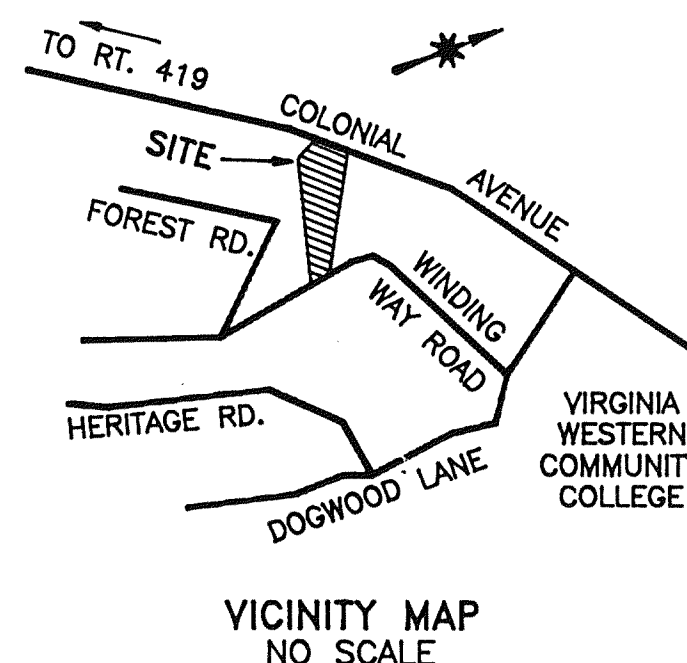 TO RT. 419
COLONIAL AVENUE
SITE
FOREST RD.
WINDING
WAY ROAD
HERITAGE RD.
DOGWOOD LANE
VIRGINIA
WESTERN
COMMUNIT
COLLEGE
VICINITY MAP
NO SCALE